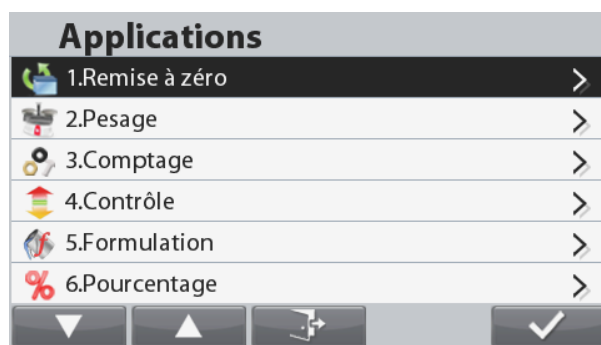 Applications
1.Remise à zéro
2.Pesage
3.Comptage
4.Contrôle
5.Formulation
6.Pourcentage